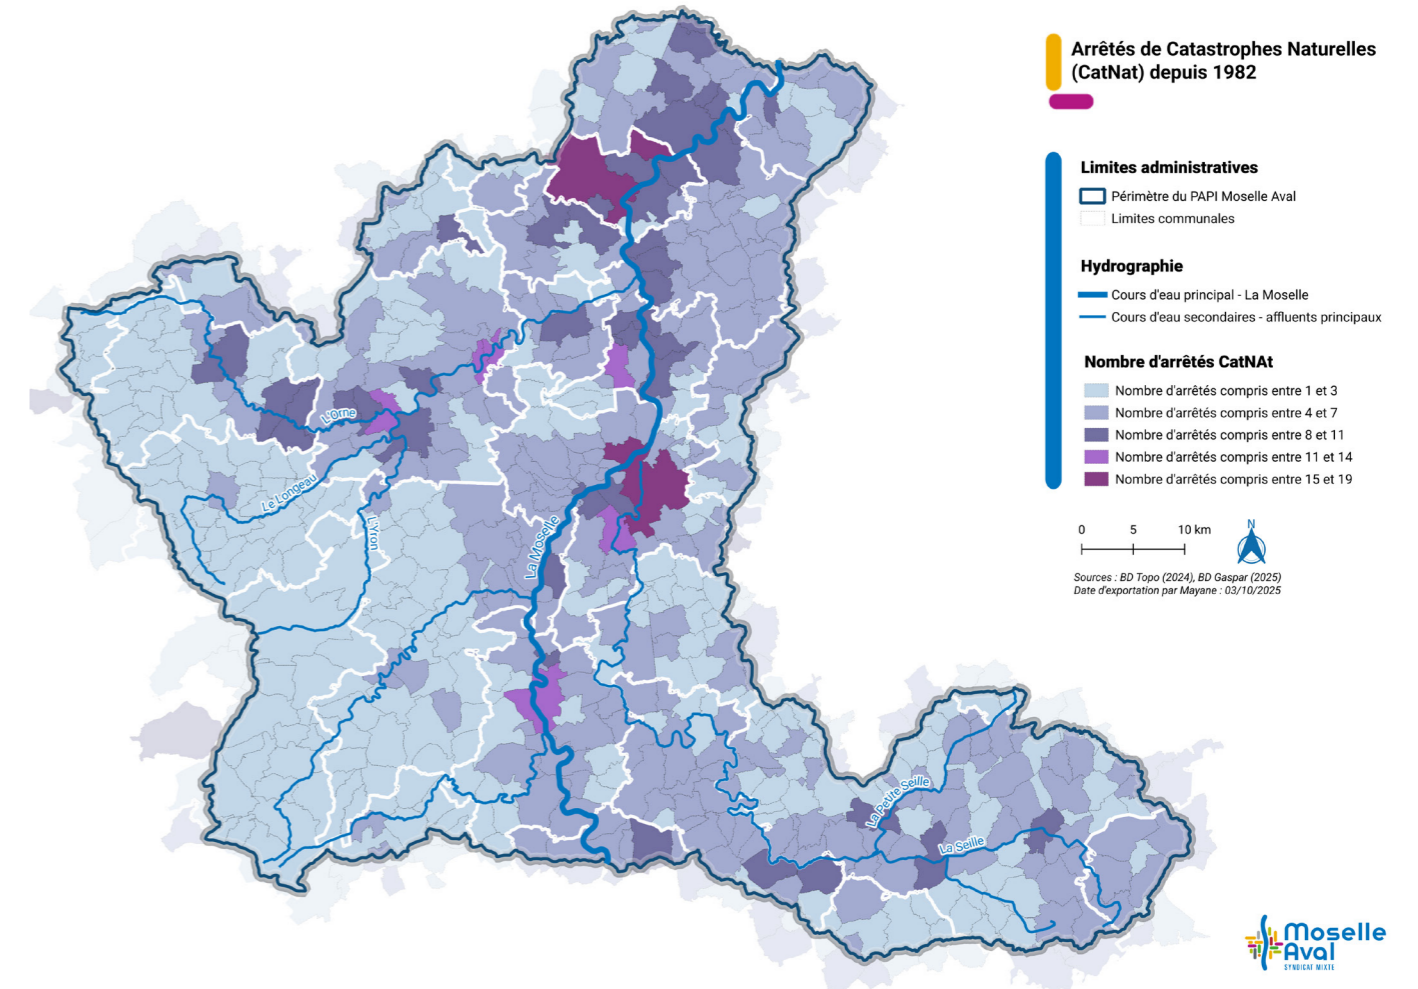 Arrêtés de Catastrophes Naturelles
(CatNat) depuis 1982
Limites administratives
Périmètre du PAPI Moselle Aval
Limites communales
Hydrographie
Cours d'eau principal - La Moselle
Cours d'eau secondaires - affluents principaux
Nombre d'arrêtés CatNAt
Nombre d'arrêtés compris entre 1 et 3
Nombre d'arrêtés compris entre 4 et 7
Nombre d'arrêtés compris entre 8 et 11
Nombre d'arrêtés compris entre 11 et 14
Nombre d'arrêtés compris entre 15 et 19
0 5 10 km
N
Sources : BD Topo (2024), BD Gaspar (2025)
Date d'exportation par Mayane : 03/10/2025
L'Orne
Le Longeau
L'Yron
La Moselle
La Petite Seille
La Seille
Moselle
Aval
SYNDICAT MIXTE